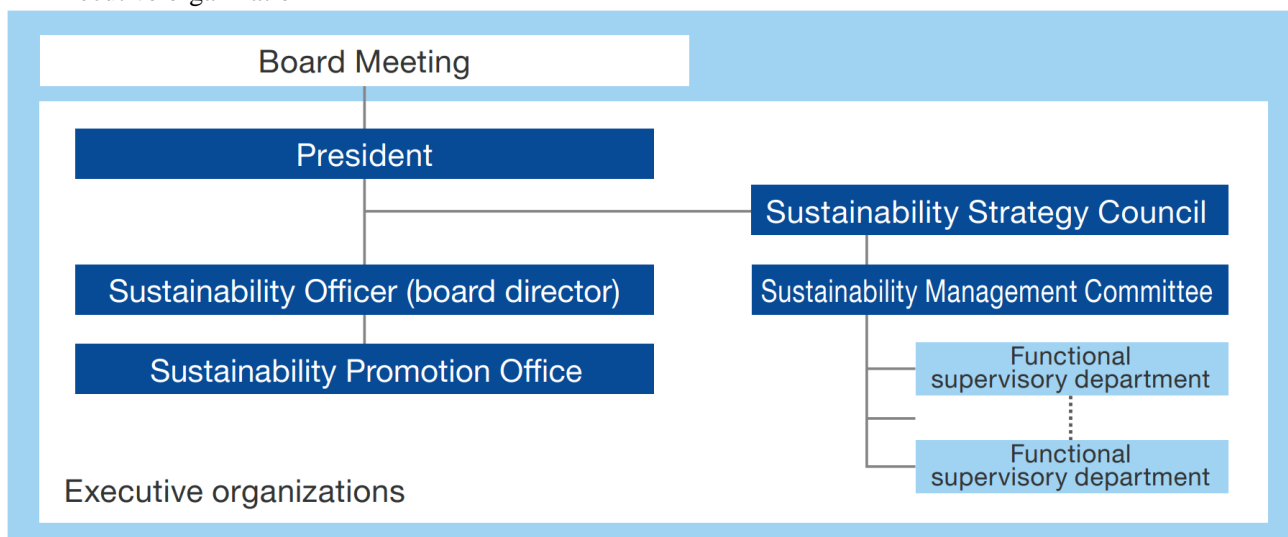 Board Meeting
President
Sustainability Strategy Council
Sustainability Officer (board director)
Sustainability Management Committee
Sustainability Promotion Office
Functional
supervisory department
Functional
supervisory department
Executive organizations